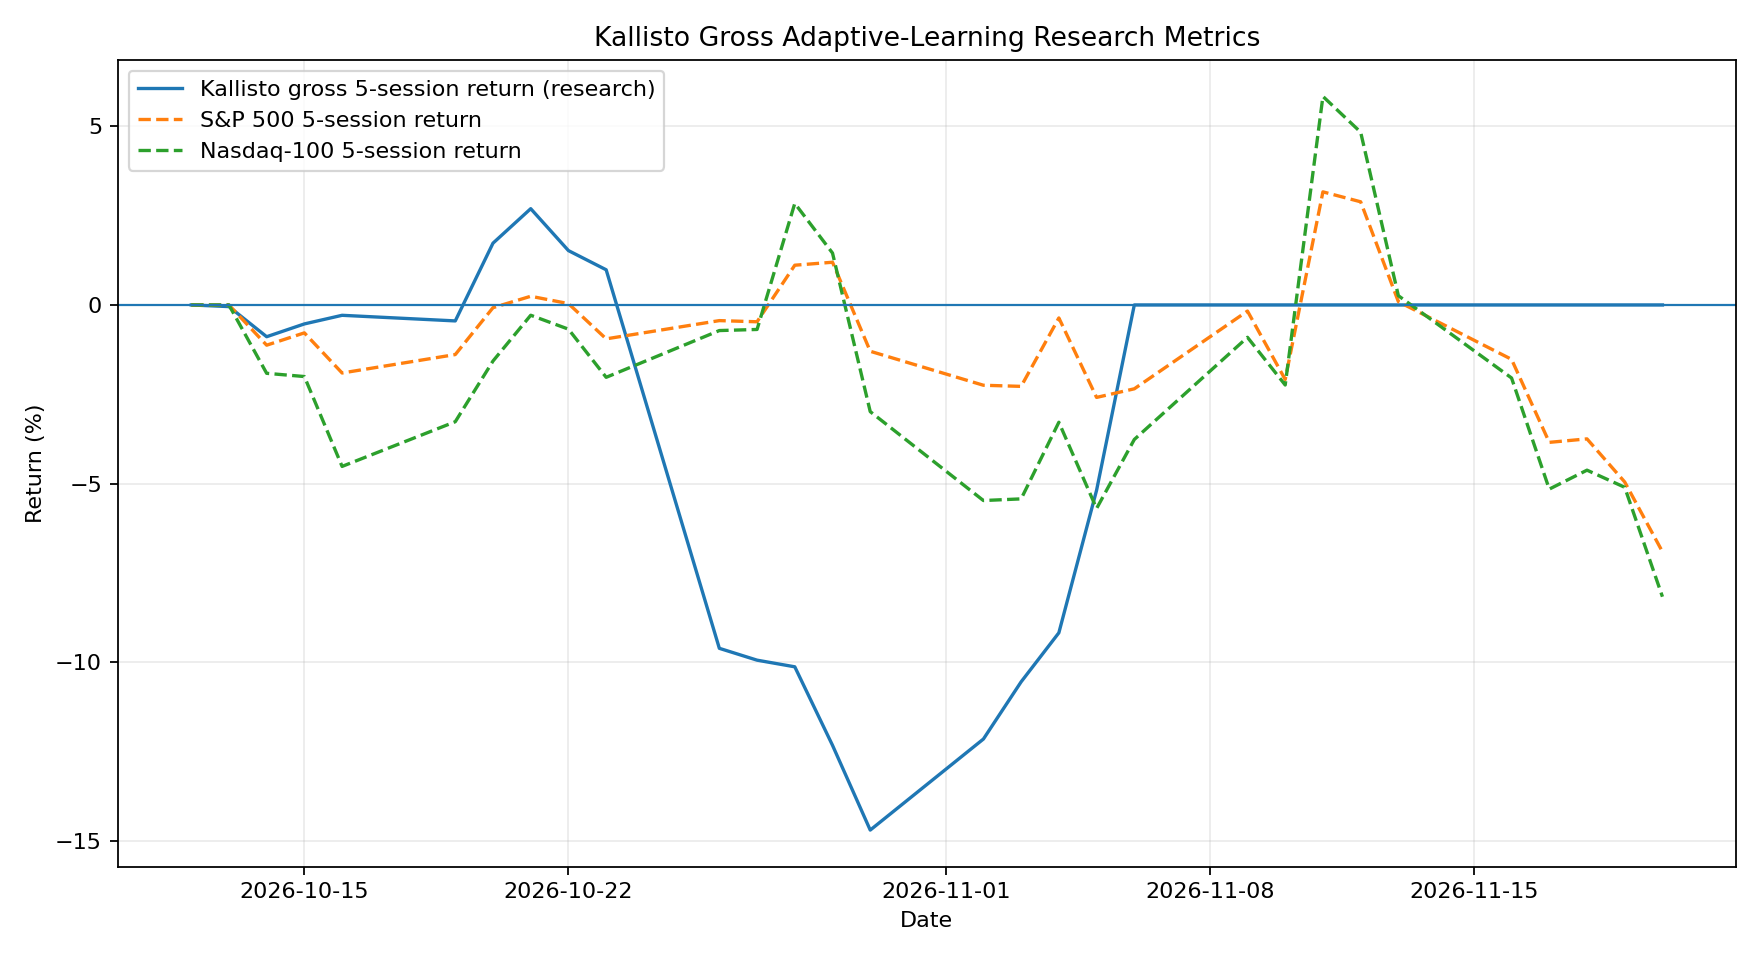 Kallisto Gross Adaptive-Learning Research Metrics
Kallisto gross 5-session return (research)
S&P 500 5-session return
Nasdaq-100 5-session return
Return (%)
5
0
−5
−10
−15
2026-10-15
2026-10-22
2026-11-01
2026-11-08
2026-11-15
Date